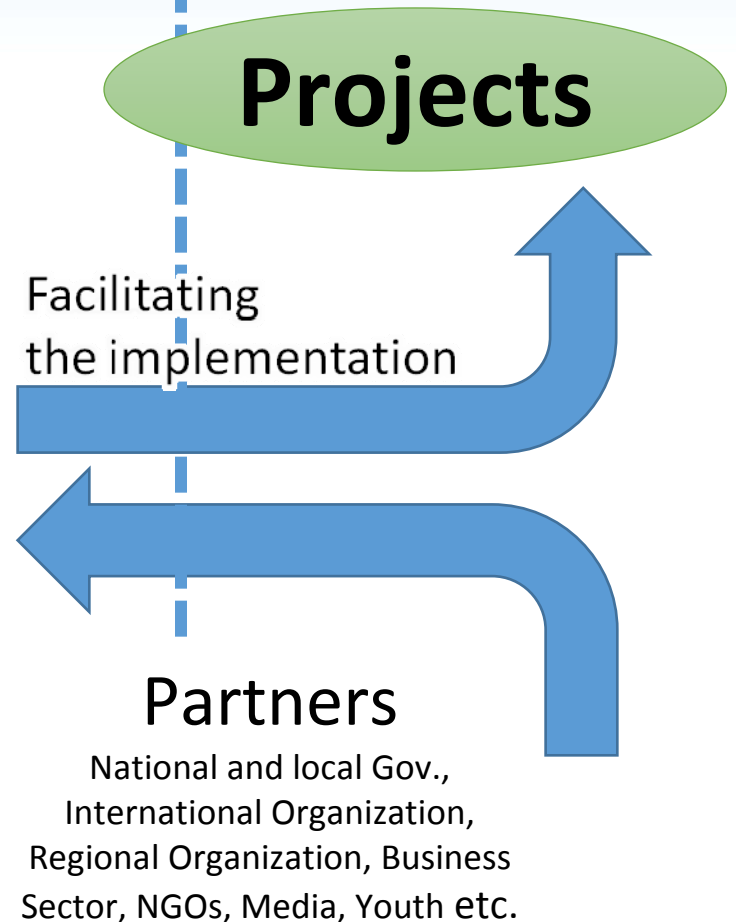 Projects
Facilitating
the implementation
Partners
National and local Gov.,
International Organization,
Regional Organization, Business
Sector, NGOs, Media, Youth etc.